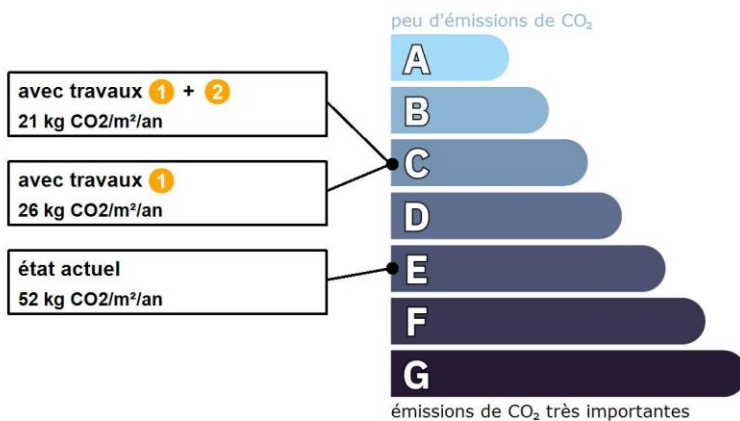 peu d'émissions de CO₂
A
avec travaux 1 + 2
21 kg CO2/m²/an
B
C
avec travaux 1
26 kg CO2/m²/an
D
état actuel
52 kg CO2/m²/an
E
F
G
émissions de CO₂ très importantes